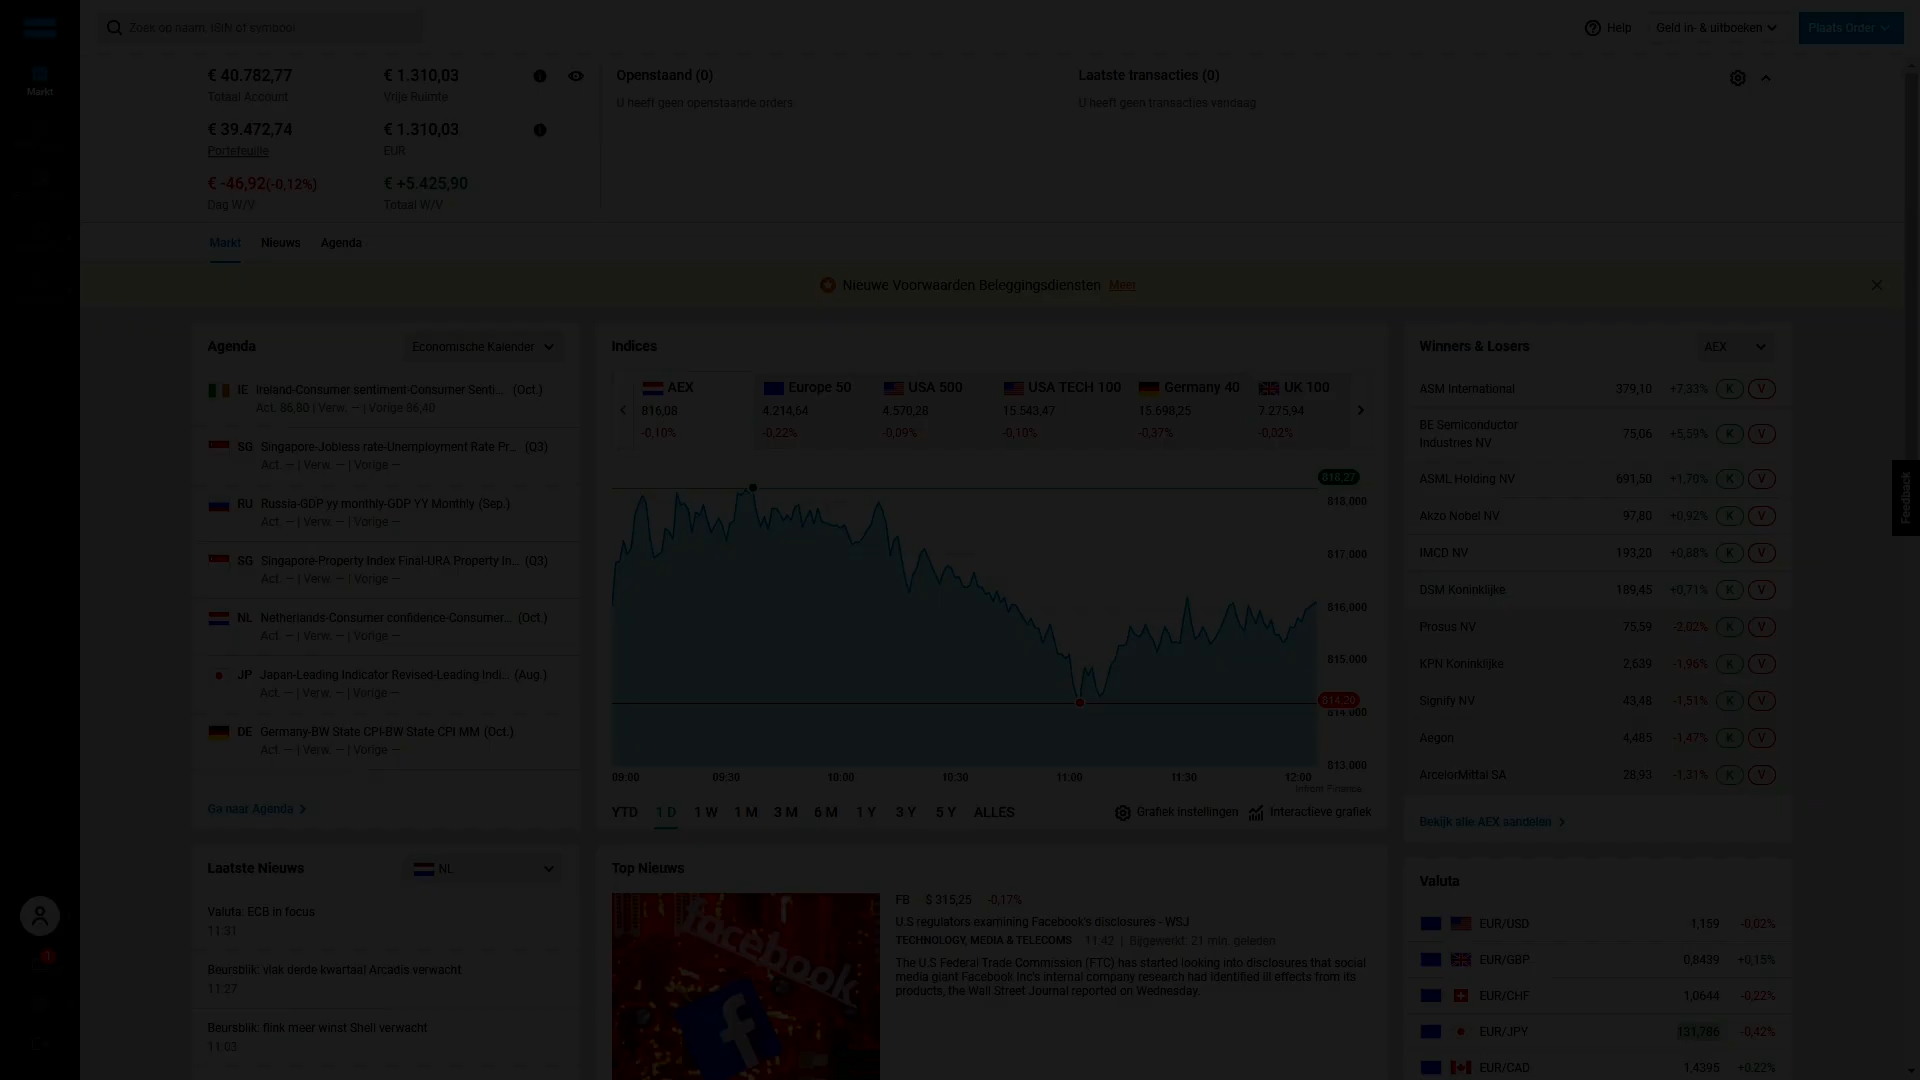 Zoek op naam, ISIN of symbool
Help
Geld in- & uitboeken
Plaats Order
Markt
€ 40.782,77
Totaal Account
€ 1.310,03
Vrije Ruimte
€ 39.472,74
Portefeuille
€ 1.310,03
EUR
€ -46,92(-0,12%)
Dag W/V
€ +5.425,90
Totaal W/V
Openstaand (0)
U heeft geen openstaande orders
Laatste transacties (0)
U heeft geen transacties vandaag
Markt Nieuws Agenda
Nieuwe Voorwaarden Beleggingsdiensten Meer
Feedback
Agenda
Economische Kalender
IE Ireland-Consumer sentiment-Consumer Senti... (Oct.)
Act. 86,80 | Verw. — | Vorige 86,40
SG Singapore-Jobless rate-Unemployment Rate Pr... (Q3)
Act. — | Verw. — | Vorige —
RU Russia-GDP yy monthly-GDP YY Monthly (Sep.)
Act. — | Verw. — | Vorige —
SG Singapore-Property Index Final-URA Property In... (Q3)
Act. — | Verw. — | Vorige —
NL Netherlands-Consumer confidence-Consumer... (Oct.)
Act. — | Verw. — | Vorige —
JP Japan-Leading Indicator Revised-Leading Indi... (Aug.)
Act. — | Verw. — | Vorige —
DE Germany-BW State CPI-BW State CPI MM (Oct.)
Act. — | Verw. — | Vorige —
Ga naar Agenda
Indices
AEX
816,08
-0,10%
Europe 50
4.214,64
-0,22%
USA 500
4.570,28
-0,09%
USA TECH 100
15.543,47
-0,10%
Germany 40
15.698,25
-0,37%
UK 100
7.275,94
-0,02%
818,27
818,000
817,000
816,000
815,000
814,20
814,000
813,000
09:00 09:30 10:00 10:30 11:00 11:30 12:00
Infront Finance
YTD 1 D 1 W 1 M 3 M 6 M 1 Y 3 Y 5 Y ALLES
Grafiek instellingen
Interactieve grafiek
Winners & Losers
AEX
ASM International 379,10 +7,33% K V
BE Semiconductor
Industries NV 75,06 +5,59% K V
ASML Holding NV 691,50 +1,70% K V
Akzo Nobel NV 97,80 +0,92% K V
IMCD NV 193,20 +0,88% K V
DSM Koninklijke 189,45 +0,71% K V
Prosus NV 75,59 -2,02% K V
KPN Koninklijke 2,639 -1,96% K V
Signify NV 43,48 -1,51% K V
Aegon 4,485 -1,47% K V
ArcelorMittal SA 28,93 -1,31% K V
Bekijk alle AEX aandelen
Laatste Nieuws
NL
Valuta: ECB in focus
11:31
Beursblik: vlak derde kwartaal Arcadis verwacht
11:27
Beursblik: flink meer winst Shell verwacht
11:03
1
Top Nieuws
facebook
FB $ 315,25 -0,17%
U.S regulators examining Facebook's disclosures - WSJ
TECHNOLOGY, MEDIA & TELECOMS 11:42 | Bijgewerkt: 21 min. geleden
The U.S Federal Trade Commission (FTC) has started looking into disclosures that social
media giant Facebook Inc's internal company research had identified ill effects from its
products, the Wall Street Journal reported on Wednesday.
Valuta
EUR/USD 1,159 -0,02%
EUR/GBP 0,8439 +0,15%
EUR/CHF 1,0644 -0,22%
EUR/JPY 131,786 -0,42%
EUR/CAD 1,4395 +0,22%